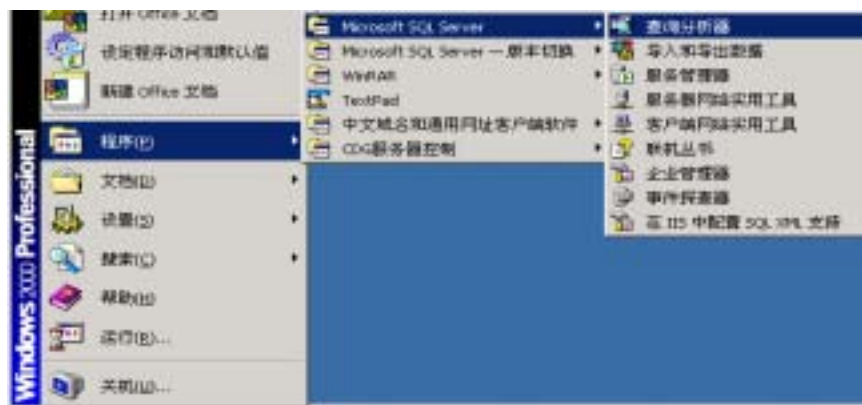 打开 Office 文档
设定程序访问和默认值
新建 Office 文档
程序(P)
文档(D)
设置(S)
搜索(C)
帮助(H)
运行(R)...
关机(U)...
Windows 2000 Professional
Microsoft SQL Server
Microsoft SQL Server — 版本切换
WinRAR
TextPad
中文域名和通用网址客户端软件
CDG服务器控制
查询分析器
导入和导出数据
服务管理器
服务器网络实用工具
客户端网络实用工具
联机丛书
企业管理器
事件探查器
在 IIS 中配置 SQL XML 支持